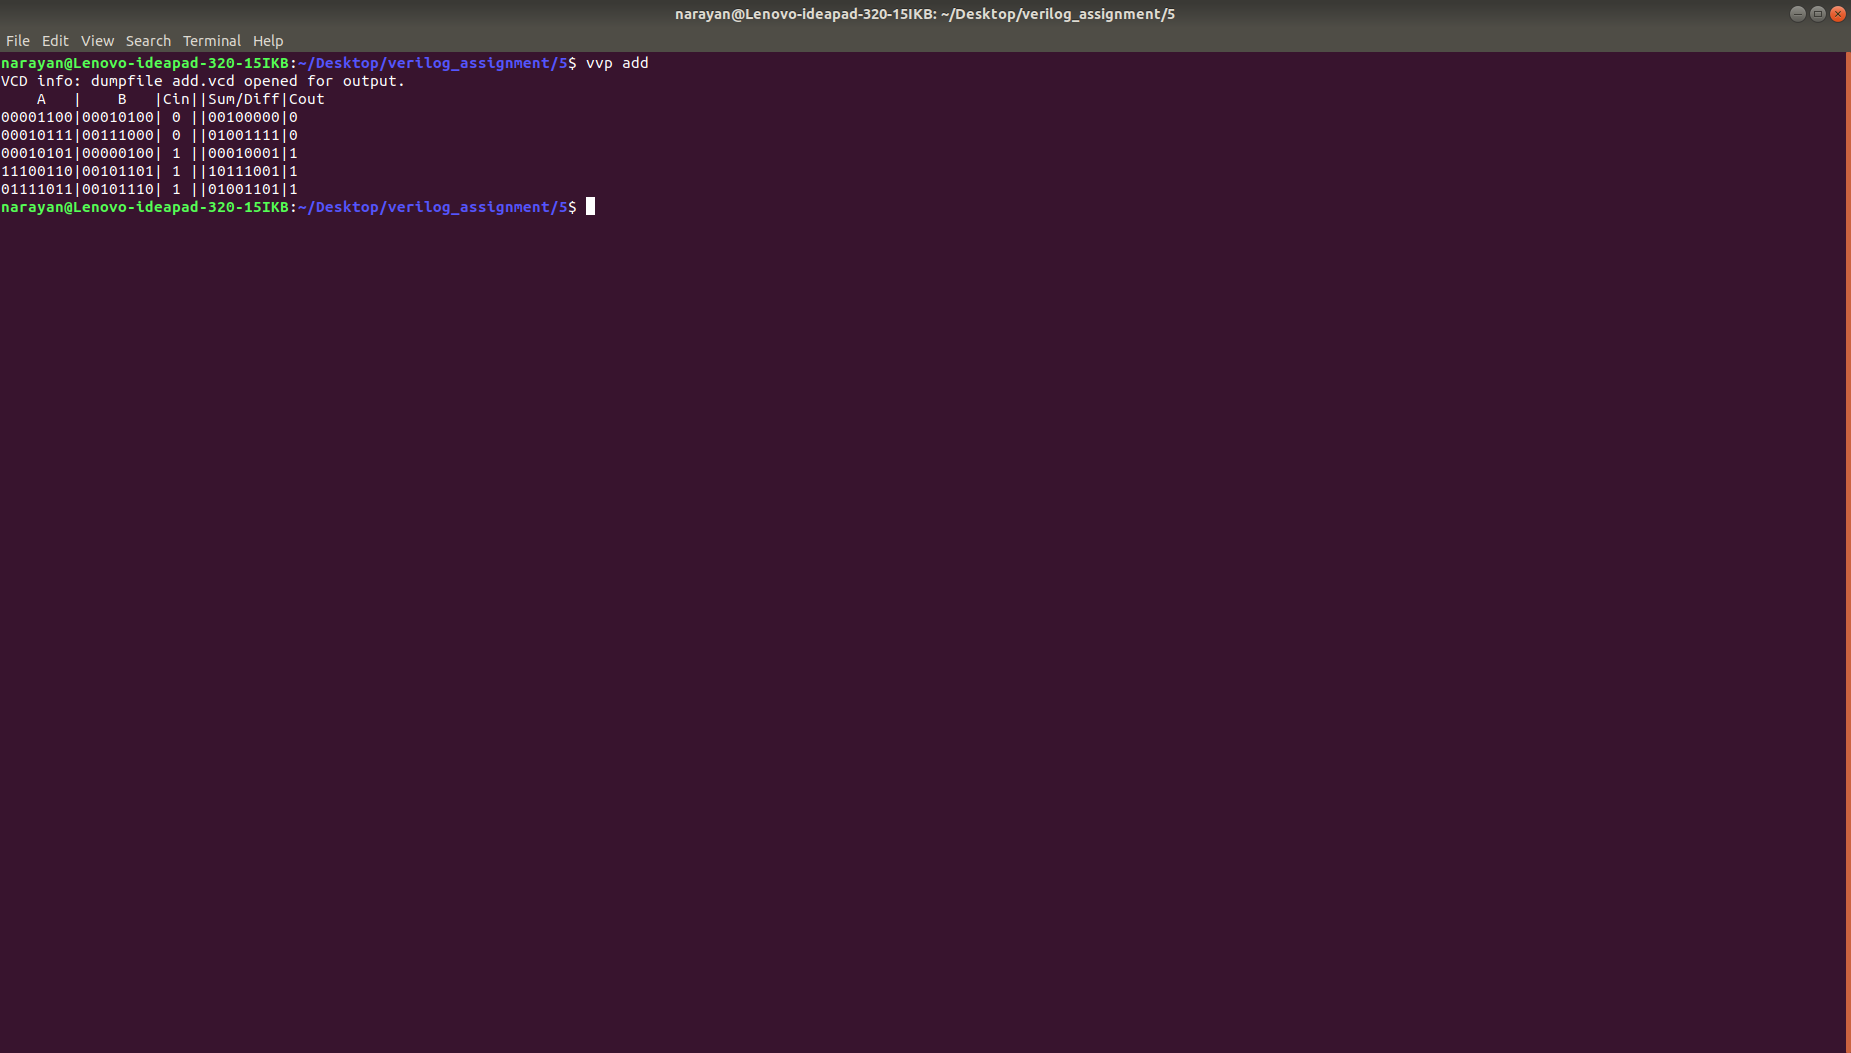 narayan@Lenovo-ideapad-320-15IKB: ~/Desktop/verilog_assignment/5
File Edit View Search Terminal Help
narayan@Lenovo-ideapad-320-15IKB:~/Desktop/verilog_assignment/5$ vvp add
VCD info: dumpfile add.vcd opened for output.
    A   |    B   |Cin||Sum/Diff|Cout
00001100|00010100| 0 ||00100000|0
00010111|00111000| 0 ||01001111|0
00010101|00000100| 1 ||00010001|1
11100110|00101101| 1 ||10111001|1
01111011|00101110| 1 ||01001101|1
narayan@Lenovo-ideapad-320-15IKB:~/Desktop/verilog_assignment/5$